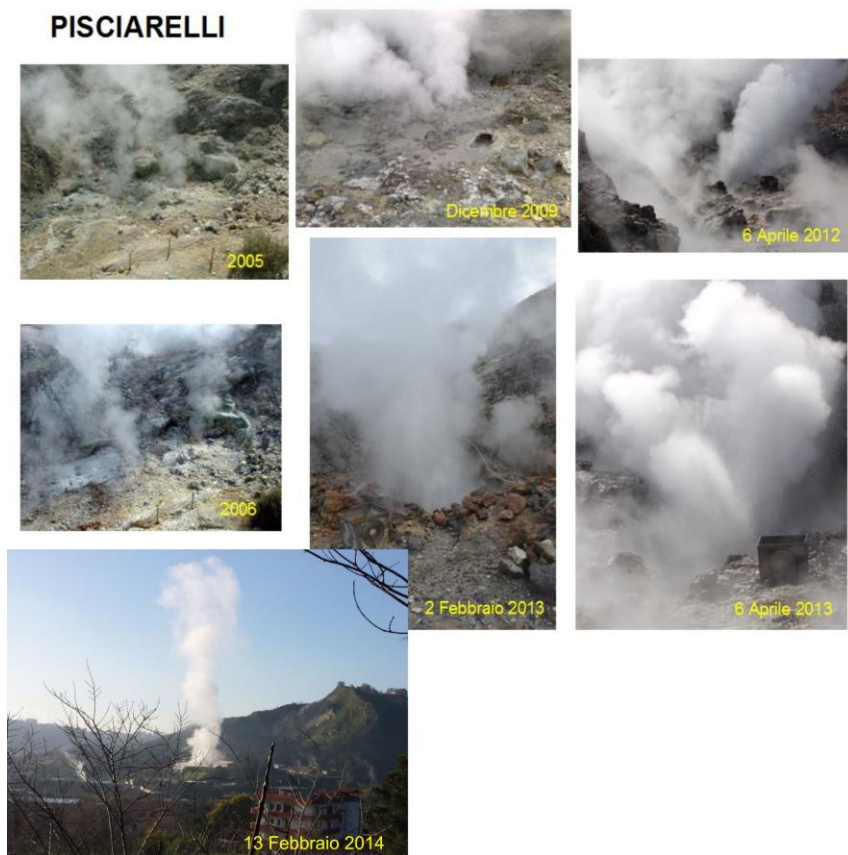 PISCIARELLI
2005
Dicembre 2009
6 Aprile 2012
2006
2 Febbraio 2013
6 Aprile 2013
13 Febbraio 2014